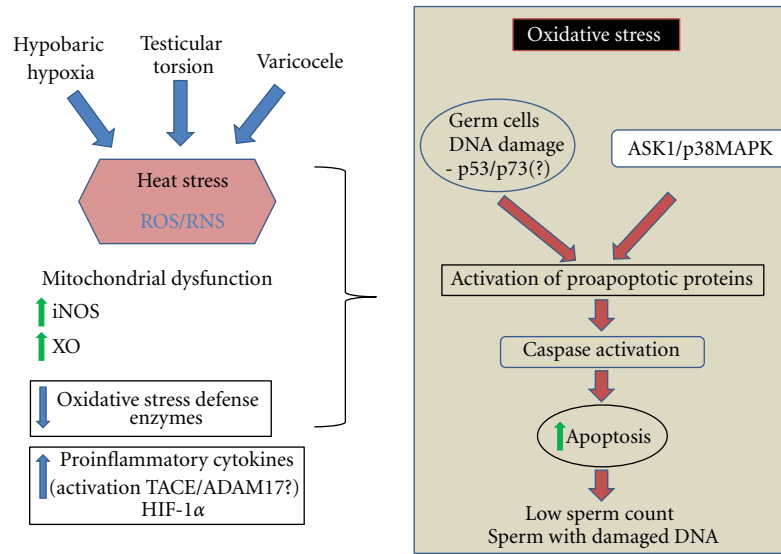 Hypobaric
hypoxia
Testicular
torsion
Varicocele
Heat stress
ROS/RNS
Mitochondrial dysfunction
iNOS
XO
Oxidative stress defense
enzymes
Proinflammatory cytokines
(activation TACE/ADAM17?)
HIF-1α
Oxidative stress
Germ cells
DNA damage
- p53/p73(?)
ASK1/p38MAPK
Activation of proapoptotic proteins
Caspase activation
Apoptosis
Low sperm count
Sperm with damaged DNA